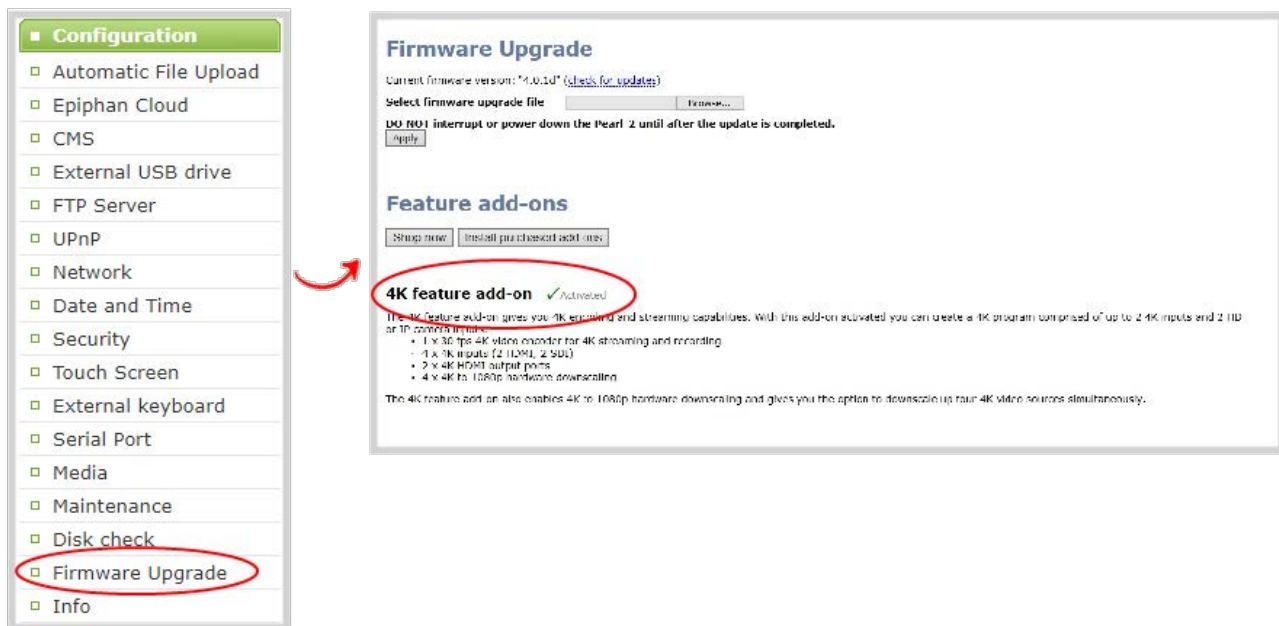 Configuration
Automatic File Upload
Epiphan Cloud
CMS
External USB drive
FTP Server
UPnP
Network
Date and Time
Security
Touch Screen
External keyboard
Serial Port
Media
Maintenance
Disk check
Firmware Upgrade
Info
Firmware Upgrade
Current firmware version: "4.0.1d" (check for updates)
Select firmware upgrade file Browse...
DO NOT interrupt or power down the Pearl 2 until after the update is completed.
Apply
Feature add-ons
Shop now Install purchased add-ons
4K feature add-on ✓Activated
The 4K feature add-on gives you 4K encoding and streaming capabilities. With this add-on activated you can create a 4K program comprised of up to 2 4K inputs and 2 HD
or IP camera inputs.
• 1 x 30 fps 4K video encoder for 4K streaming and recording
• 4 x 4K inputs (2 HDMI, 2 SDI)
• 2 x 4K HDMI output ports
• 4 x 4K to 1080p hardware downscaling
The 4K feature add-on also enables 4K to 1080p hardware downscaling and gives you the option to downscale up four 4K video sources simultaneously.